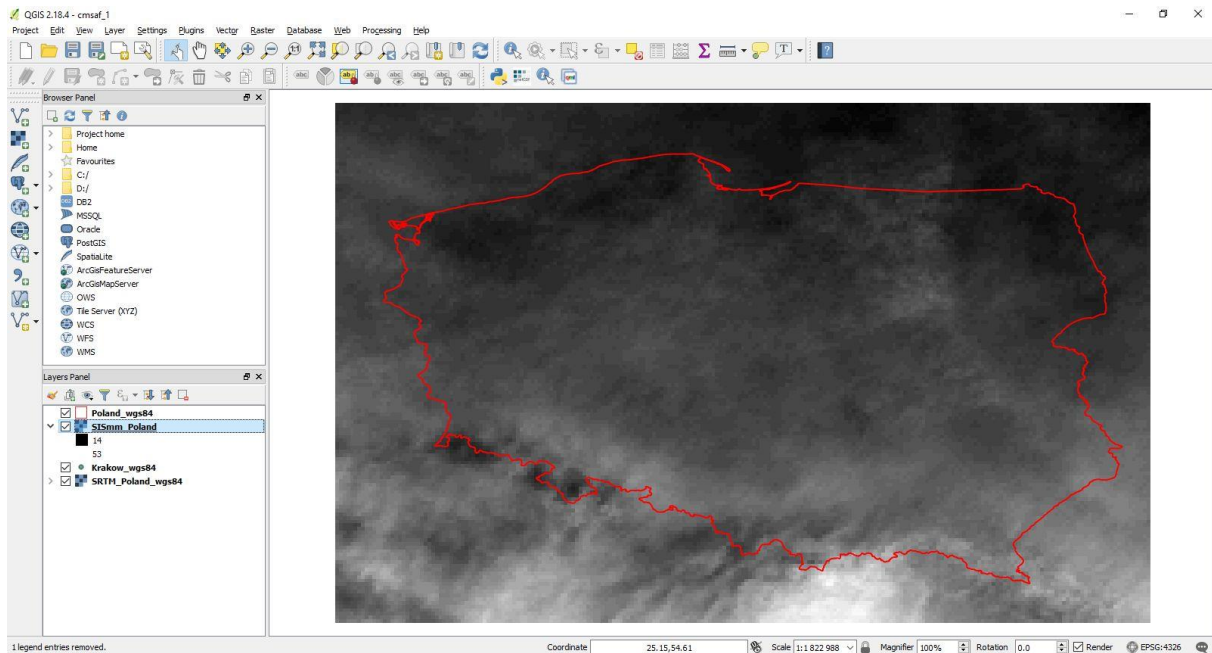 QGIS 2.18.4 - cmsaf_1
Project Edit View Layer Settings Plugins Vector Raster Database Web Processing Help
Browser Panel
Project home
Home
Favourites
C:/
D:/
DB2
MSSQL
Oracle
PostGIS
SpatiaLite
ArcGisFeatureServer
ArcGisMapServer
OWS
Tile Server (XYZ)
WCS
WFS
WMS
Layers Panel
Poland_wgs84
SISmm_Poland
14
53
Krakow_wgs84
SRTM_Poland_wgs84
1 legend entries removed.
Coordinate 25.15,54.61 Scale 1:1 822 988 Magnifier 100% Rotation 0.0 Render EPSG:4326